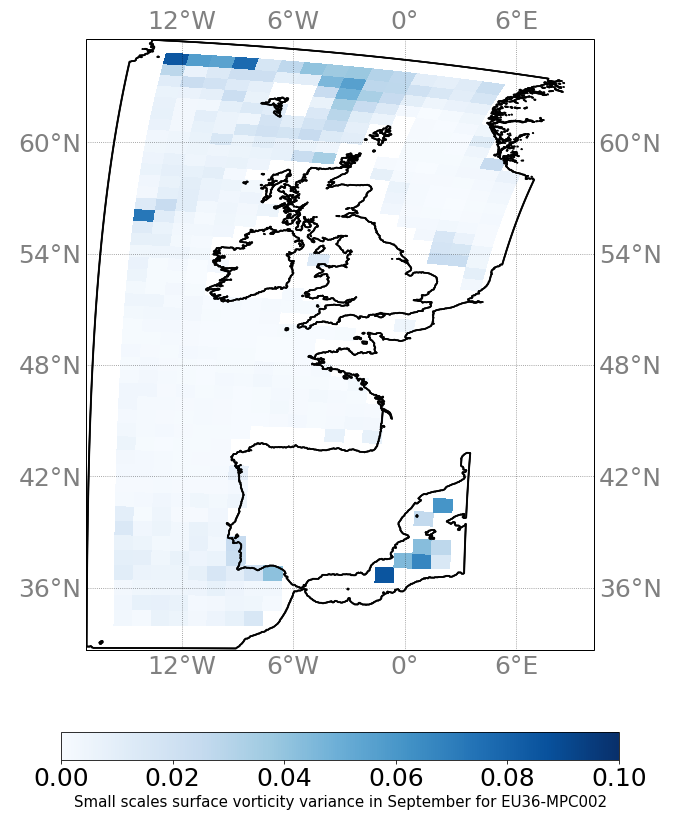 12°W 6°W 0° 6°E
60°N 60°N
54°N 54°N
48°N 48°N
42°N 42°N
36°N 36°N
12°W 6°W 0° 6°E
0.00 0.02 0.04 0.06 0.08 0.10
Small scales surface vorticity variance in September for EU36-MPC002